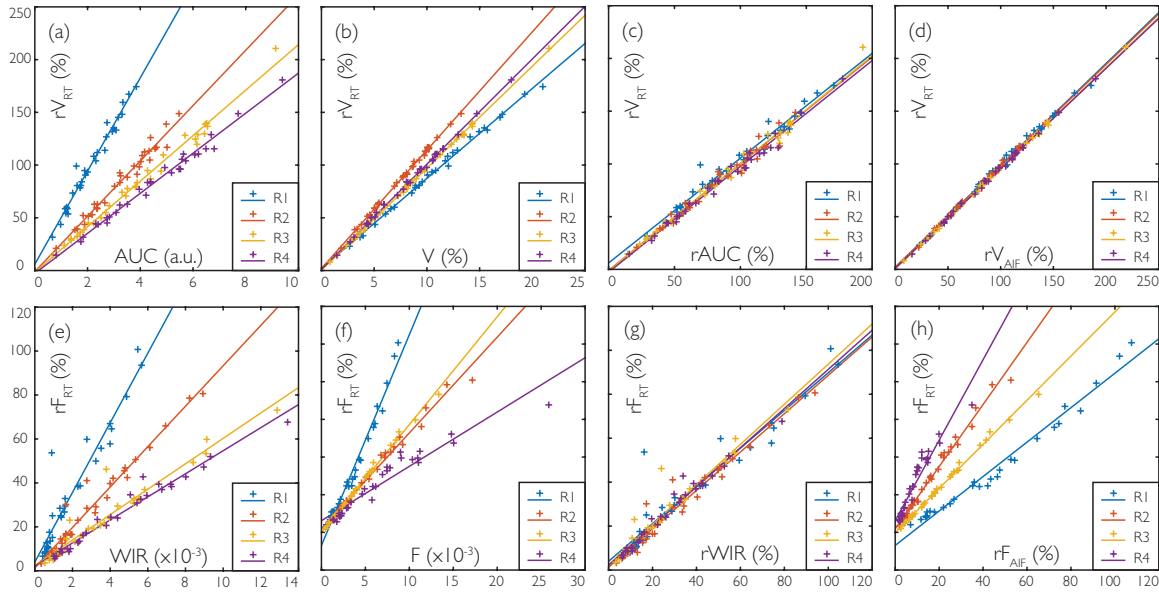 (a)
rV_RT (%)
250
200
150
100
50
0
0 2 4 6 8 10
AUC (a.u.)
R1
R2
R3
R4
(b)
rV_RT (%)
0 5 10 15 20 25
V (%)
R1
R2
R3
R4
(c)
rV_RT (%)
0 50 100 150 200
rAUC (%)
R1
R2
R3
R4
(d)
rV_RT (%)
0 50 100 150 200 250
rV_AIF (%)
R1
R2
R3
R4
(e)
rF_RT (%)
120
100
80
60
40
20
0
0 2 4 6 8 10 12 14
WIR (x10-3)
R1
R2
R3
R4
(f)
rF_RT (%)
0 5 10 15 20 25 30
F (x10-3)
R1
R2
R3
R4
(g)
rF_RT (%)
0 20 40 60 80 100 120
rWIR (%)
R1
R2
R3
R4
(h)
rF_RT (%)
0 20 40 60 80 100 120
rF_AIF (%)
R1
R2
R3
R4